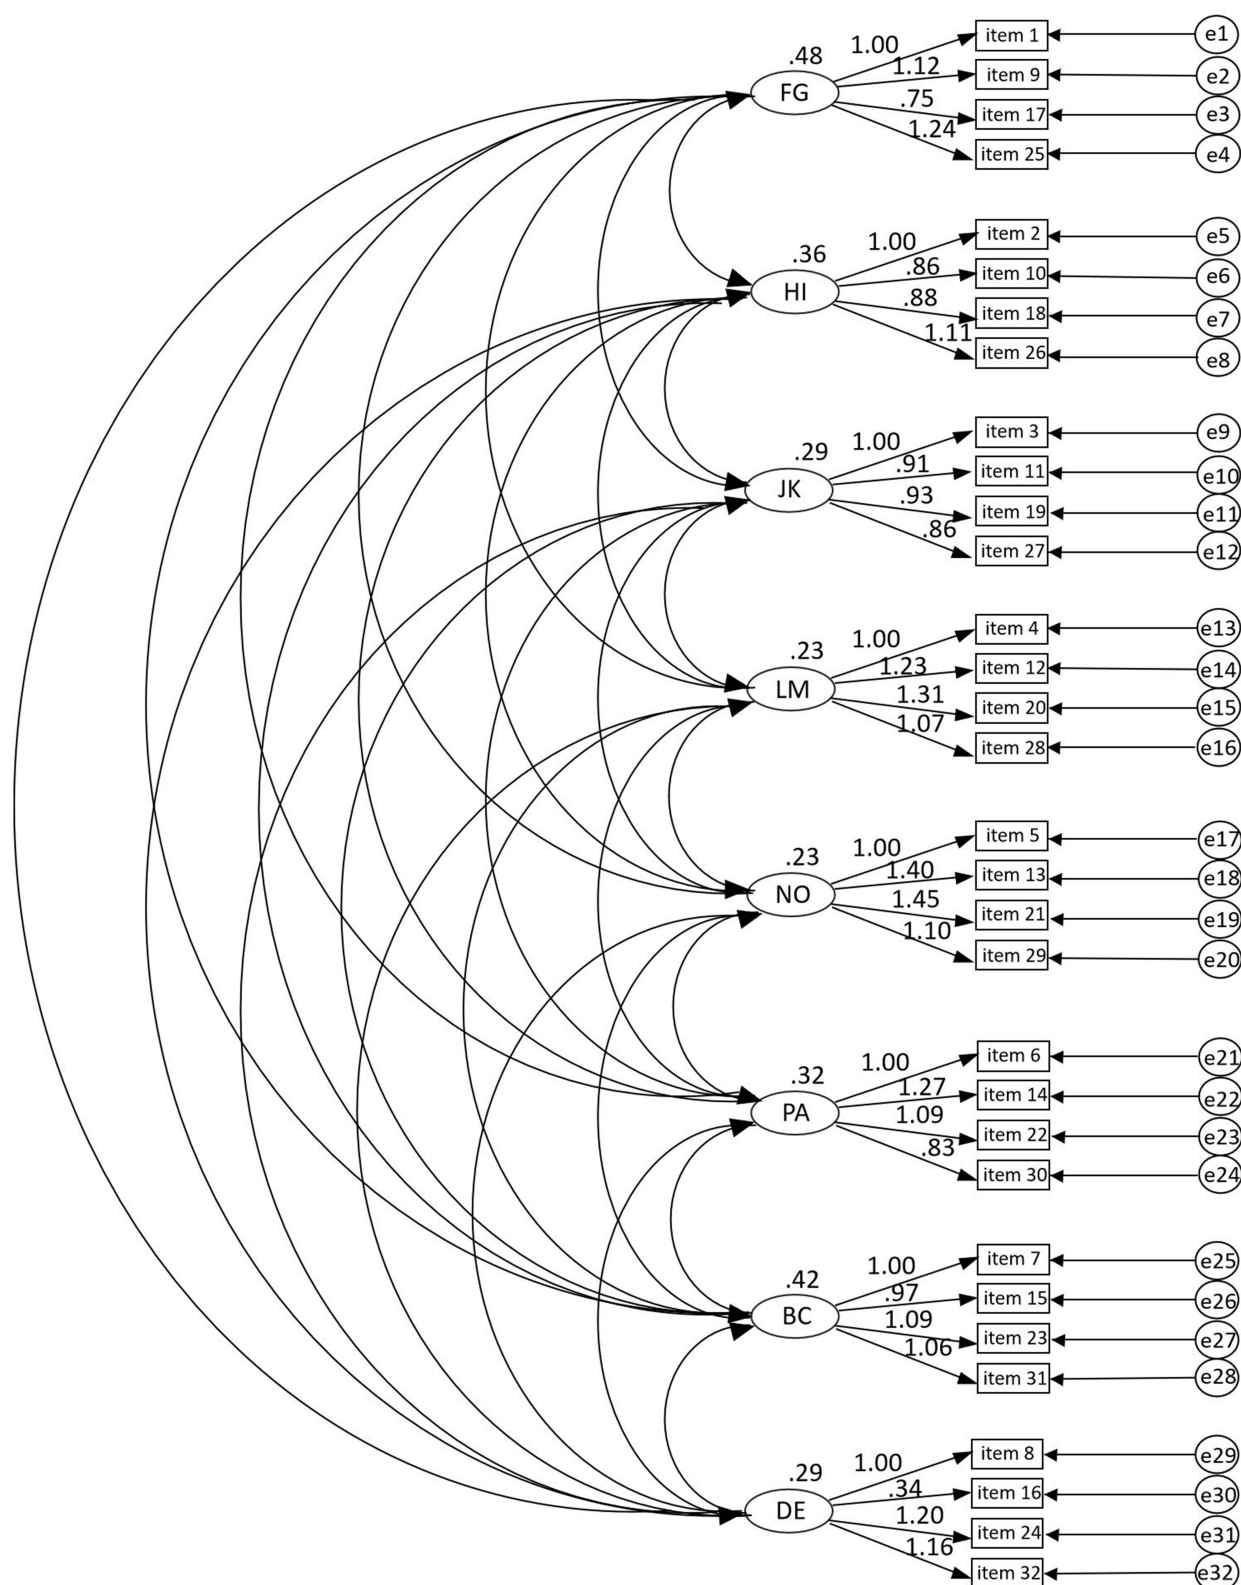 1.00 item 1 e1
.48 1.12 item 9 e2
FG .75 item 17 e3
1.24 item 25 e4
1.00 item 2 e5
.36 .86 item 10 e6
HI .88 item 18 e7
1.11 item 26 e8
1.00 item 3 e9
.29 .91 item 11 e10
JK .93 item 19 e11
.86 item 27 e12
1.00 item 4 e13
.23 1.23 item 12 e14
LM 1.31 item 20 e15
1.07 item 28 e16
1.00 item 5 e17
.23 1.40 item 13 e18
NO 1.45 item 21 e19
1.10 item 29 e20
1.00 item 6 e21
.32 1.27 item 14 e22
PA 1.09 item 22 e23
.83 item 30 e24
1.00 item 7 e25
.42 .97 item 15 e26
BC 1.09 item 23 e27
1.06 item 31 e28
1.00 item 8 e29
.29 .34 item 16 e30
DE 1.20 item 24 e31
1.16 item 32 e32